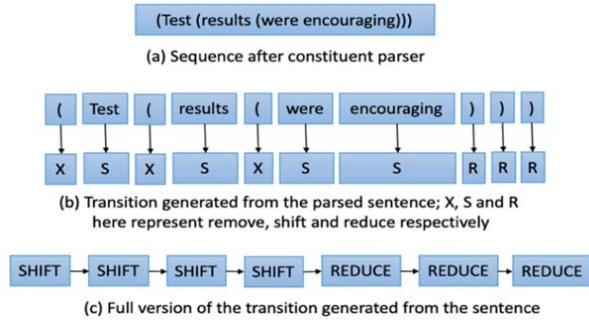 (Test (results (were encouraging)))
(a) Sequence after constituent parser
( Test ( results ( were encouraging ) ) )
X S X S X S S R R R
(b) Transition generated from the parsed sentence; X, S and R
here represent remove, shift and reduce respectively
SHIFT SHIFT SHIFT SHIFT REDUCE REDUCE REDUCE
(c) Full version of the transition generated from the sentence